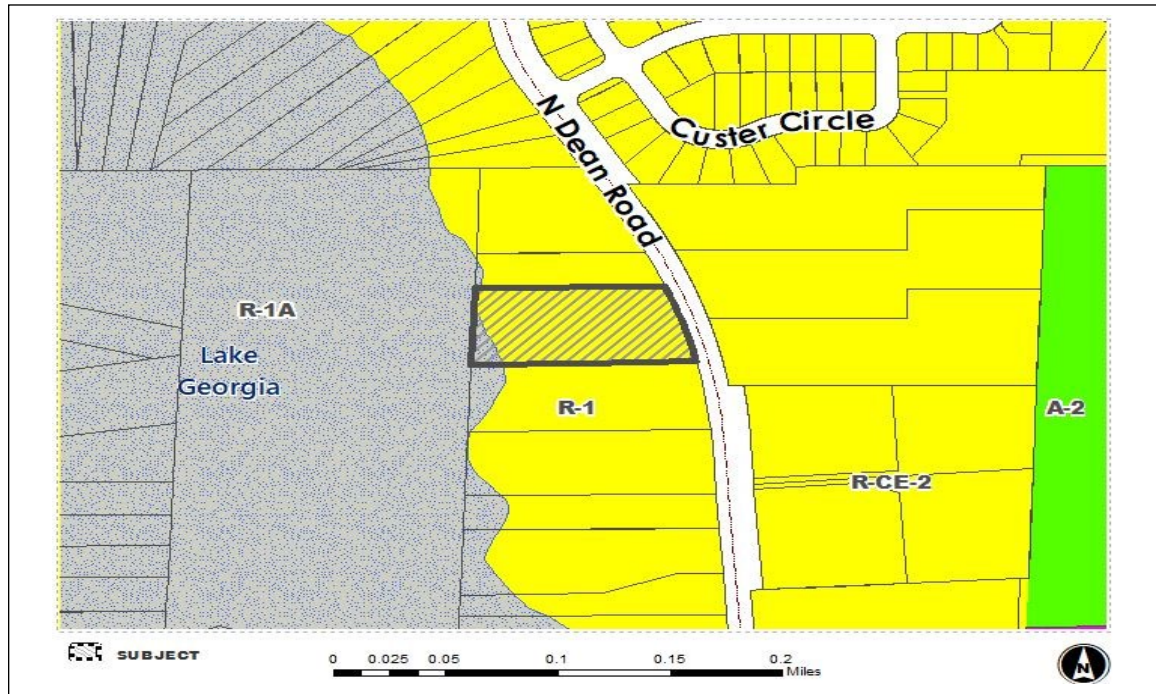 N Dean Road
Custer Circle
R-1A
Lake
Georgia
R-1
A-2
R-CE-2
SUBJECT
0 0.025 0.05 0.1 0.15 0.2
Miles
N